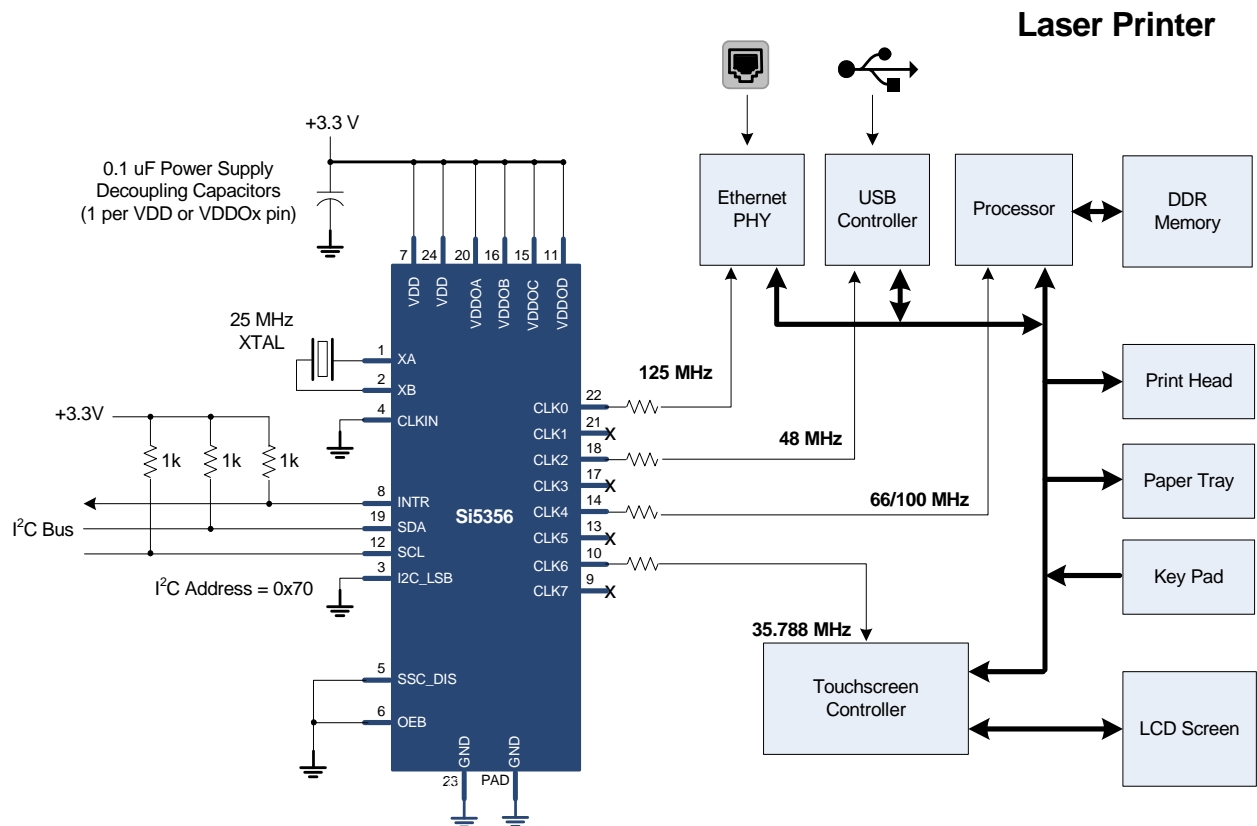 Laser Printer
+3.3 V
0.1 uF Power Supply
Decoupling Capacitors
(1 per VDD or VDDOx pin)
7
24
20
16
15
11
VDD
VDD
VDDOA
VDDOB
VDDOC
VDDOD
25 MHz
XTAL
1
XA
2
XB
4
CLKIN
+3.3V
1k
1k
1k
8
INTR
19
SDA
12
SCL
3
I2C_LSB
I²C Bus
I²C Address = 0x70
5
SSC_DIS
6
OEB
Si5356
GND
GND
23
PAD
22
CLK0
21
CLK1
X
18
CLK2
17
CLK3
X
14
CLK4
13
CLK5
X
10
CLK6
9
CLK7
X
125 MHz
48 MHz
66/100 MHz
35.788 MHz
Ethernet
PHY
USB
Controller
Processor
DDR
Memory
Print Head
Paper Tray
Key Pad
Touchscreen
Controller
LCD Screen